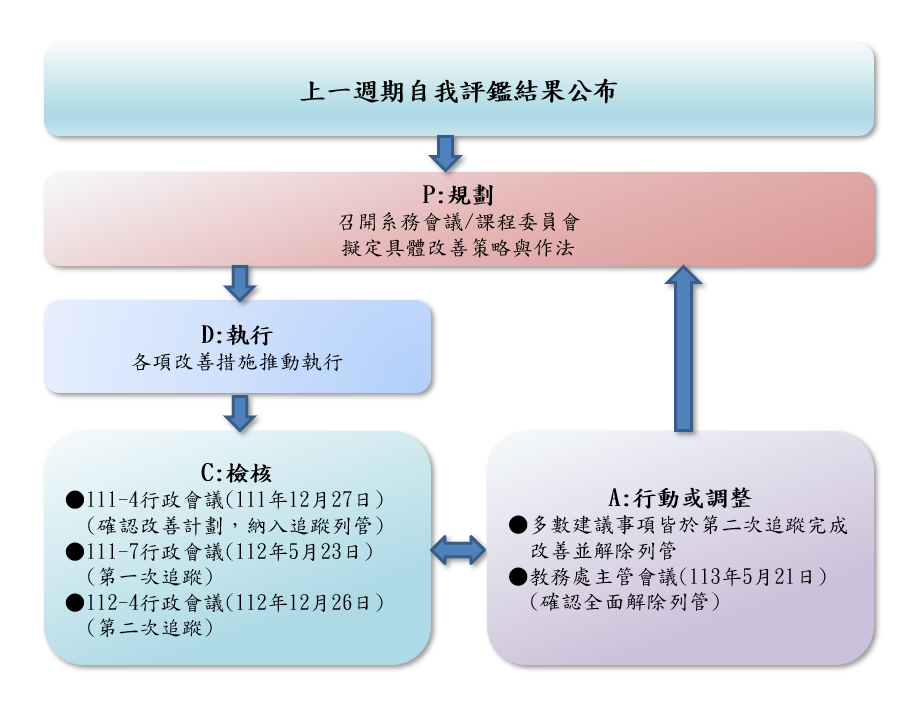 上一週期自我評鑑結果公布
P:規劃
召開系務會議/課程委員會
擬定具體改善策略與作法
D:執行
各項改善措施推動執行
C:檢核
●111-4行政會議(111年12月27日)
(確認改善計劃，納入追蹤列管)
●111-7行政會議(112年5月23日)
(第一次追蹤)
●112-4行政會議(112年12月26日)
(第二次追蹤)
A:行動或調整
●多數建議事項皆於第二次追蹤完成
改善並解除列管
●教務處主管會議(113年5月21日)
(確認全面解除列管)